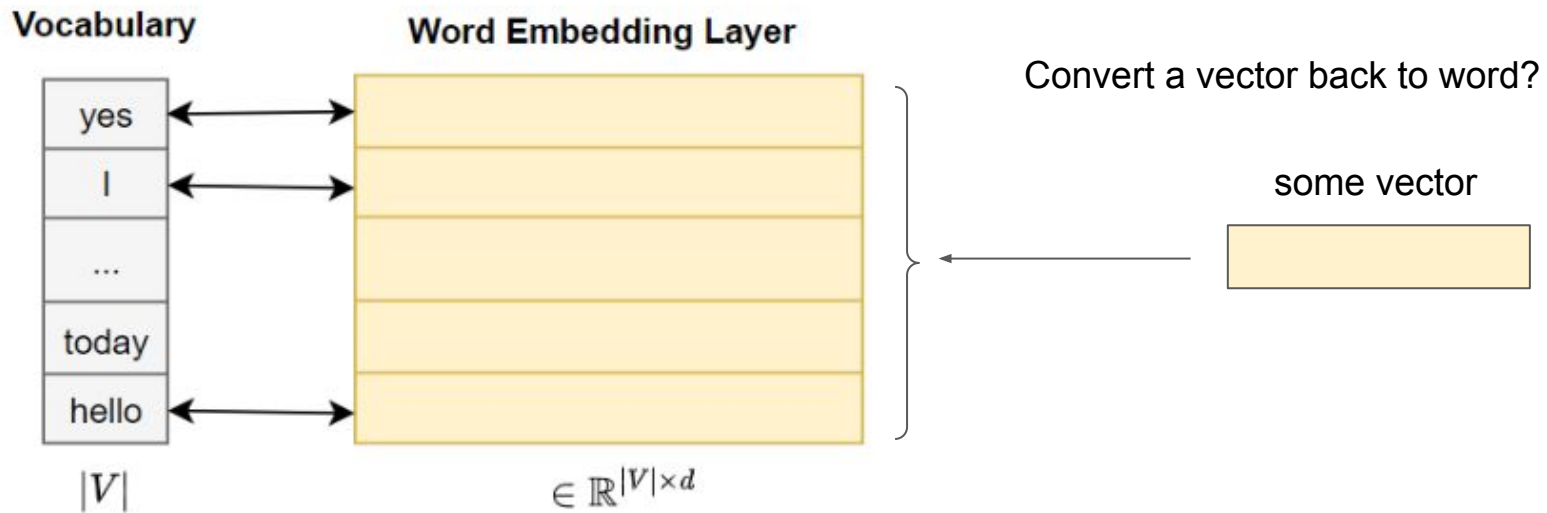 Vocabulary
Word Embedding Layer
Convert a vector back to word?
yes
I
...
today
hello
some vector
|V|
∈ ℝ^{|V|×d}